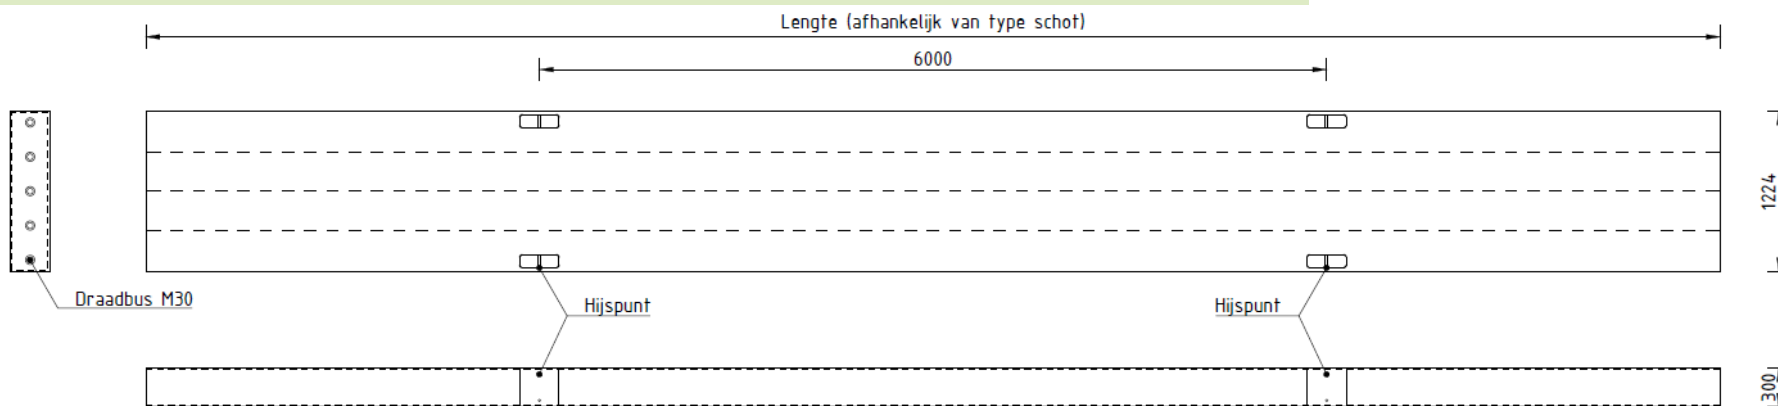 Lengte (afhankelijk van type schot)
6000
1224
Draadbus M30
Hijspunt
Hijspunt
300